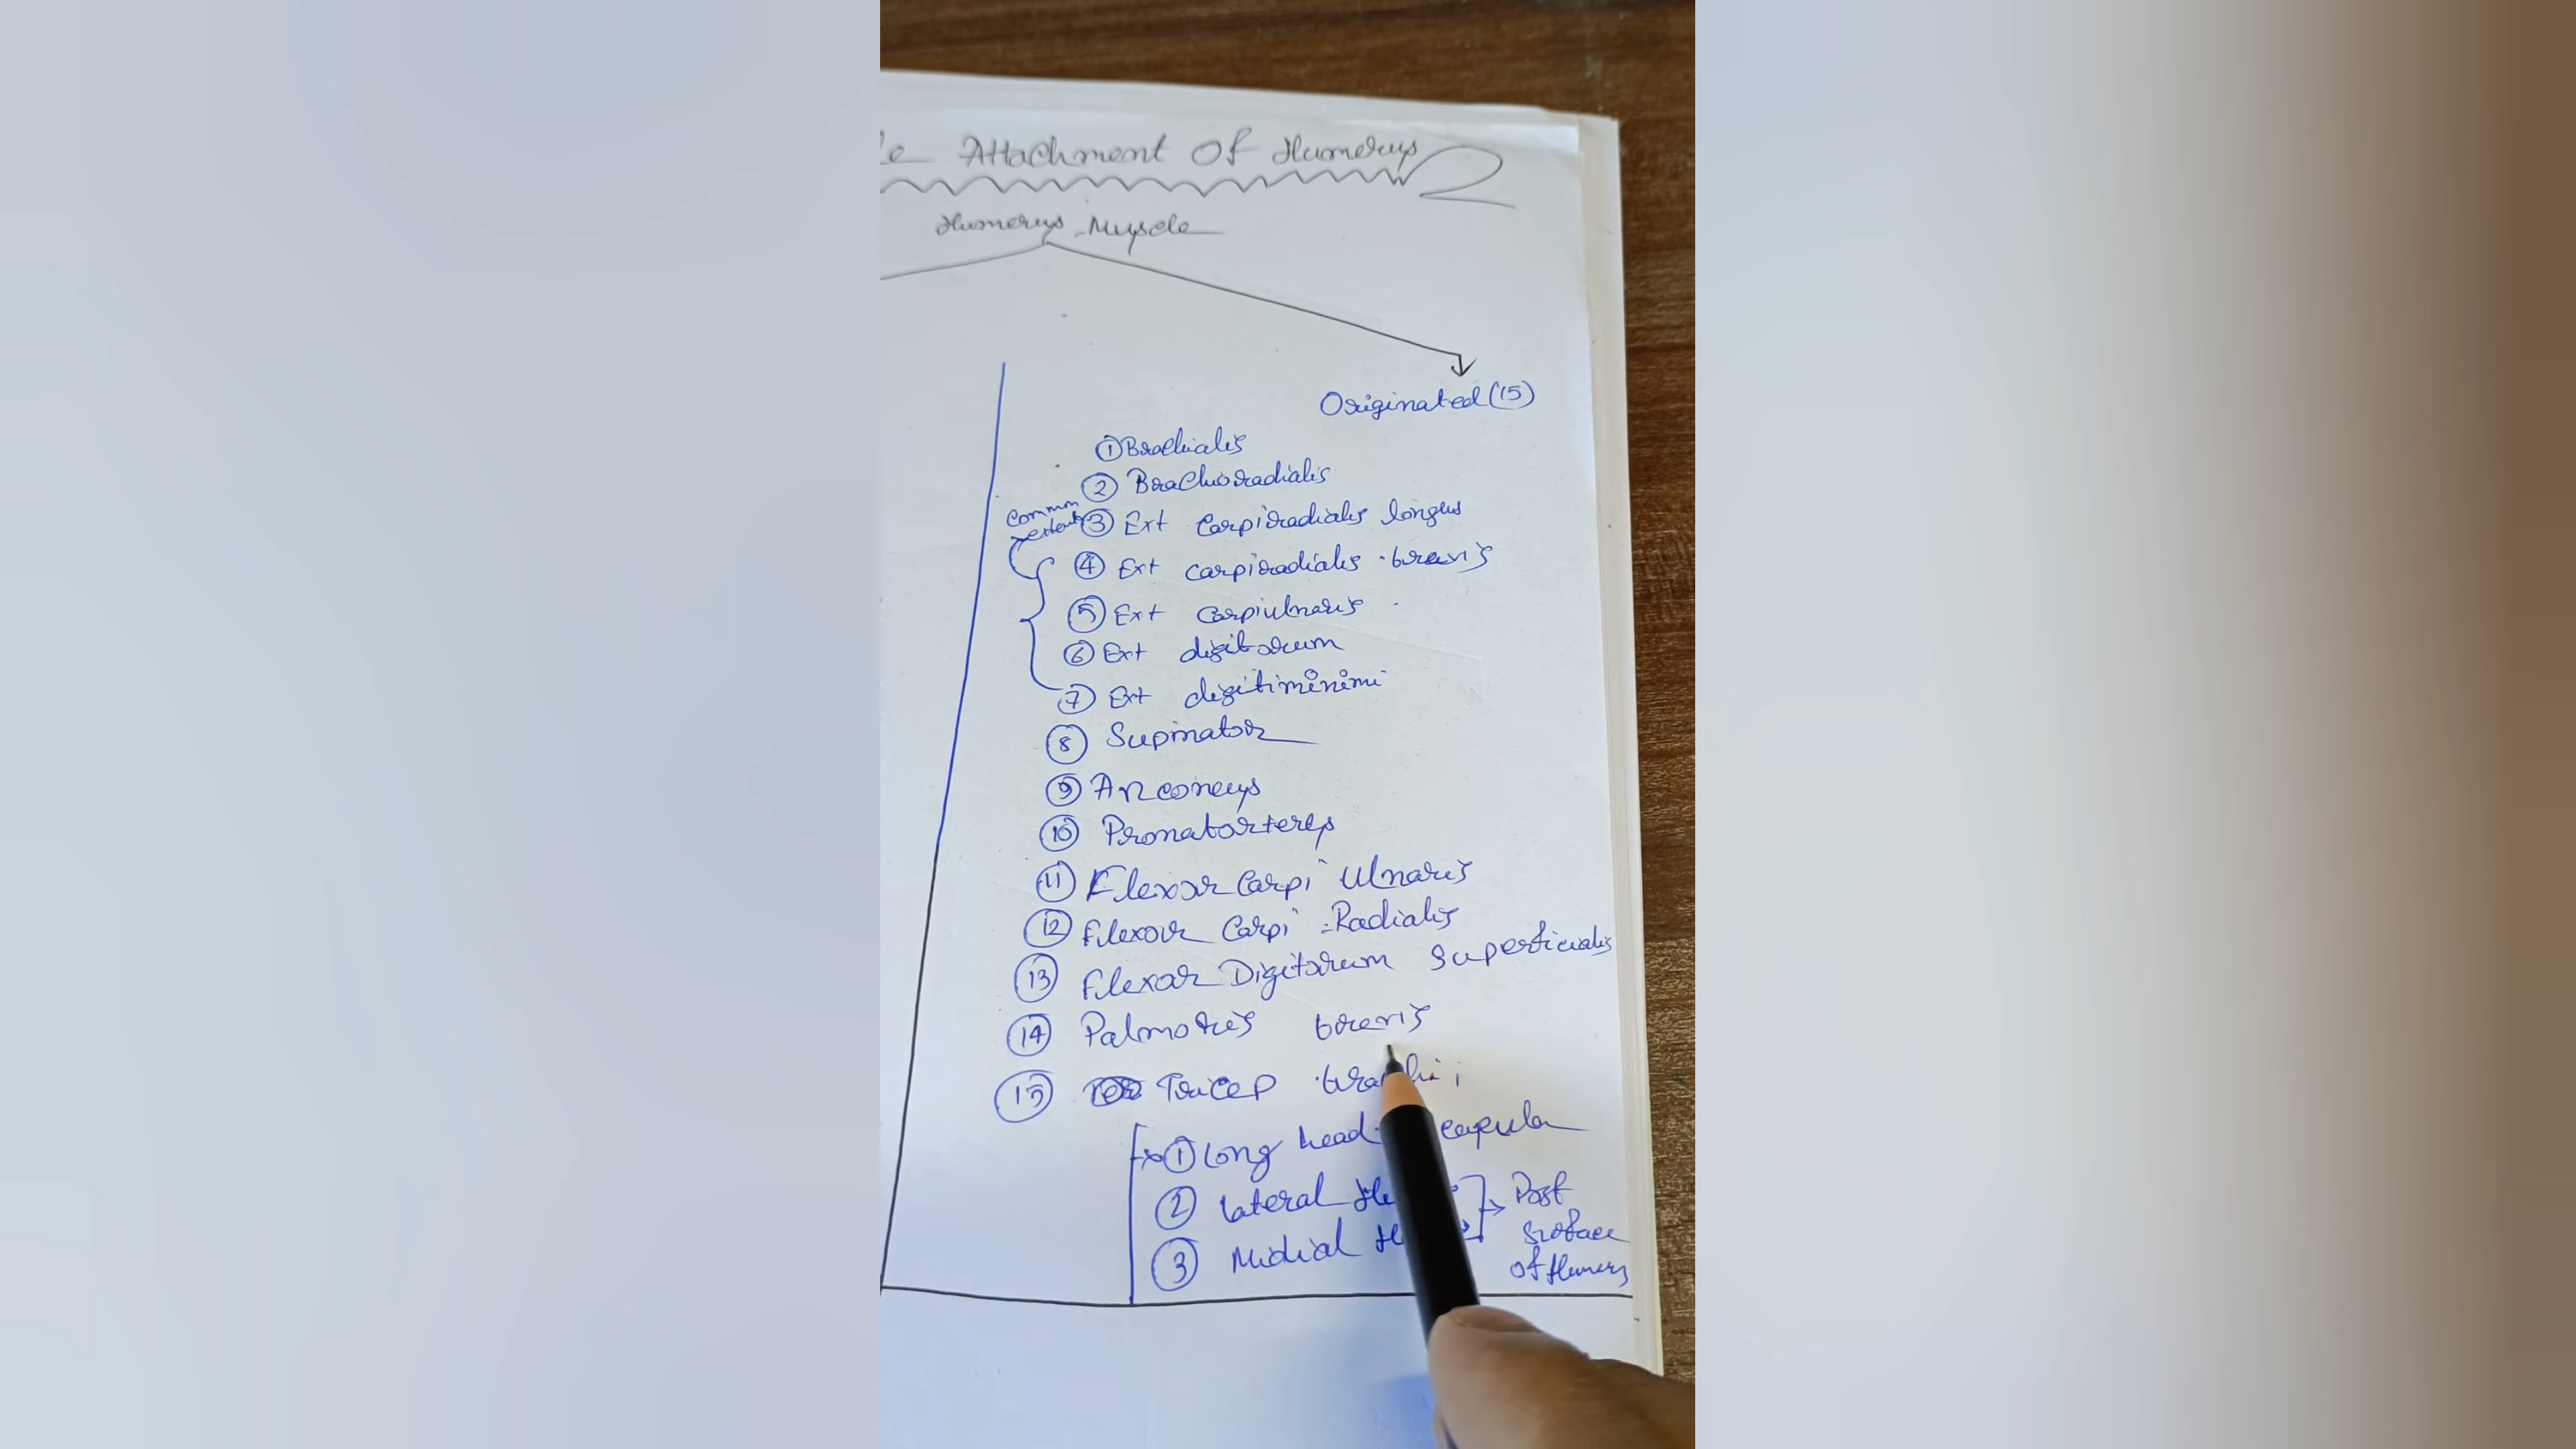 Attachment Of Humerus 2
Humerus Muscle
Originated (15)
① Brachialis
② Brachioradialis
③ Ext Carpiradialis longus
④ Ext carpiradialis brevis
⑤ Ext Carpiulnaris
⑥ Ext digitorum
⑦ Ext digitiminimi
⑧ Supinator
⑨ Anconeus
⑩ Pronatorteres
⑪ Flexor Carpi Ulnaris
⑫ Flexor Carpi Radialis
⑬ Flexar Digitorum Superficialis
⑭ Palmaris brevis
⑮ Tricep
① Long head
② lateral
③ Midial
Post
of Humerus